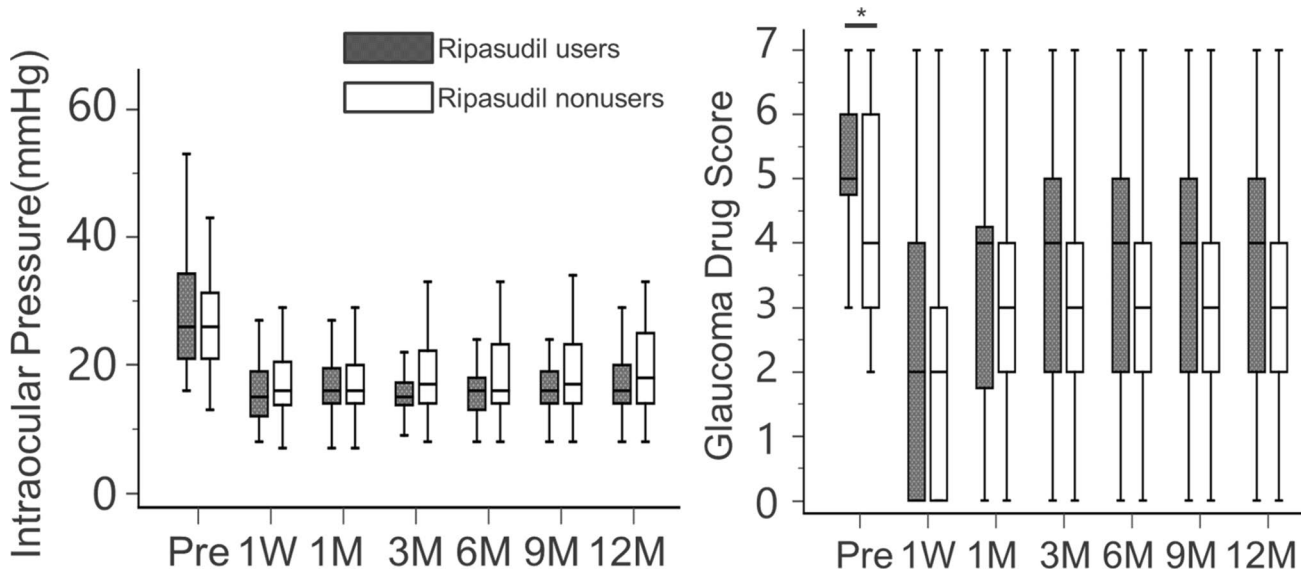 Intraocular Pressure(mmHg)
60
40
20
0
Ripasudil users
Ripasudil nonusers
Pre 1W 1M 3M 6M 9M 12M
Glaucoma Drug Score
*
7
6
5
4
3
2
1
0
Pre 1W 1M 3M 6M 9M 12M